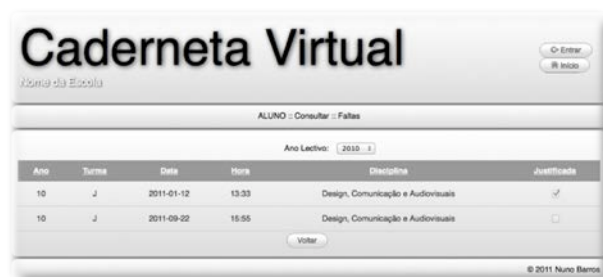 Caderneta Virtual
Entrar
Início
Nome da Escola
ALUNO :: Consultar :: Faltas
Ano Lectivo: 2010
Ano Turma Data Hora Disciplina Justificada
10 J 2011-01-12 13:33 Design, Comunicação e Audiovisuais
10 J 2011-09-22 15:55 Design, Comunicação e Audiovisuais
Voltar
© 2011 Nuno Barros